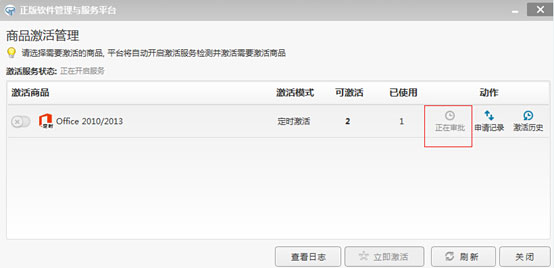 正版软件管理与服务平台
商品激活管理
请选择需要激活的商品, 平台将自动开启激活服务检测并激活需要激活商品
激活服务状态: 正在开启服务
激活商品 激活模式 可激活 已使用 动作
定时 Office 2010/2013 定时激活 2 1 正在审批 申请记录 激活历史
查看日志 立即激活 刷新 关闭